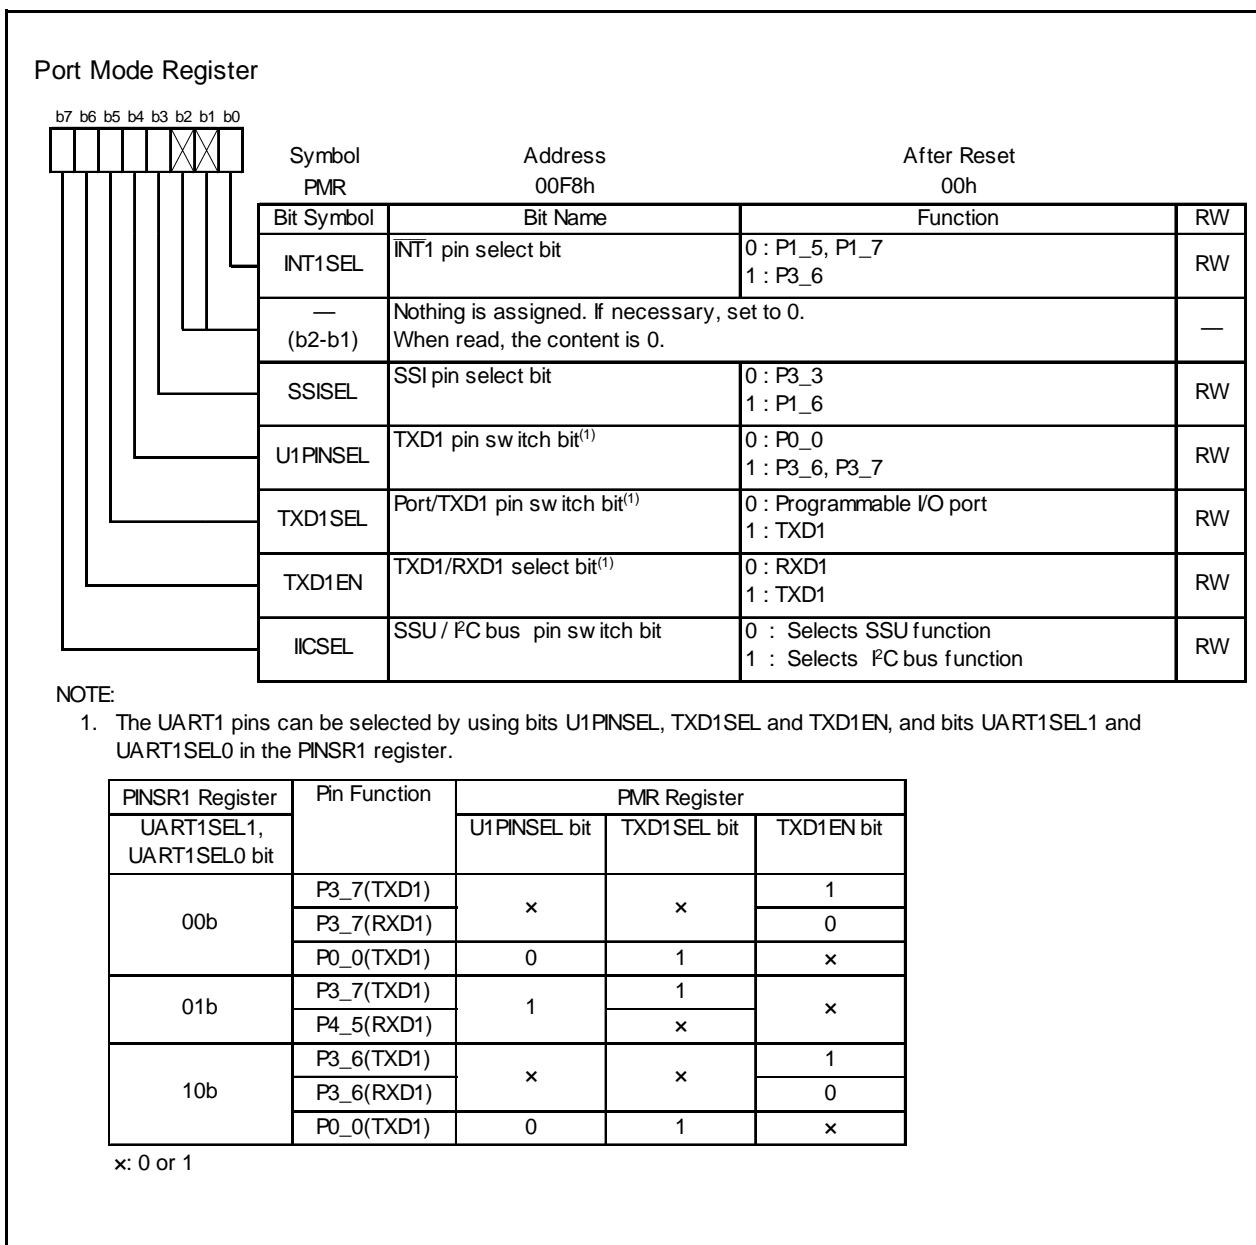 Port Mode Register
b7 b6 b5 b4 b3 b2 b1 b0
Symbol Address After Reset
PMR 00F8h 00h
Bit Symbol Bit Name Function RW
INT1SEL INT1 pin select bit 0 : P1_5, P1_7
1 : P3_6 RW
— (b2-b1) Nothing is assigned. If necessary, set to 0.
When read, the content is 0. —
SSISEL SSI pin select bit 0 : P3_3
1 : P1_6 RW
U1PINSEL TXD1 pin switch bit(1) 0 : P0_0
1 : P3_6, P3_7 RW
TXD1SEL Port/TXD1 pin switch bit(1) 0 : Programmable I/O port
1 : TXD1 RW
TXD1EN TXD1/RXD1 select bit(1) 0 : RXD1
1 : TXD1 RW
IICSEL SSU / I²C bus pin switch bit 0 : Selects SSU function
1 : Selects I²C bus function RW
NOTE:
1. The UART1 pins can be selected by using bits U1PINSEL, TXD1SEL and TXD1EN, and bits UART1SEL1 and
UART1SEL0 in the PINSR1 register.
PINSR1 Register Pin Function PMR Register
UART1SEL1, U1PINSEL bit TXD1SEL bit TXD1EN bit
UART1SEL0 bit
00b P3_7(TXD1) × × 1
P3_7(RXD1) 0
P0_0(TXD1) 0 1 ×
01b P3_7(TXD1) 1 1 ×
P4_5(RXD1) ×
10b P3_6(TXD1) × × 1
P3_6(RXD1) 0
P0_0(TXD1) 0 1 ×
×: 0 or 1